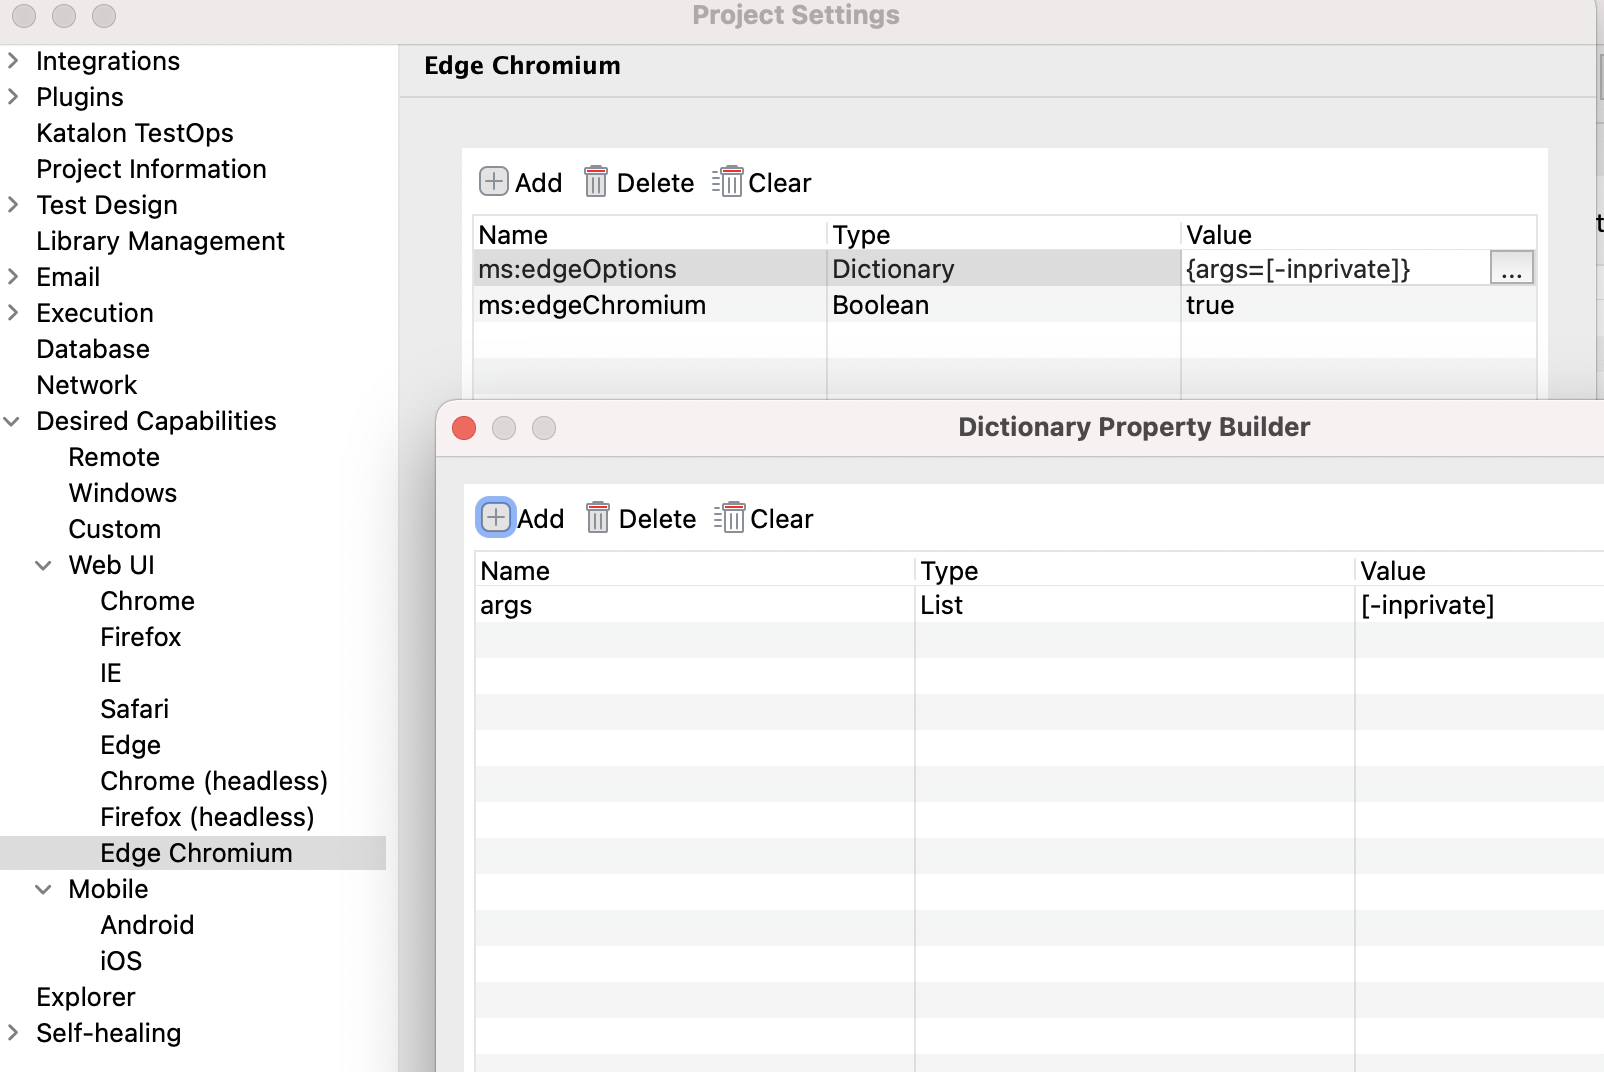 Project Settings
Integrations
Plugins
Katalon TestOps
Project Information
Test Design
Library Management
Email
Execution
Database
Network
Desired Capabilities
Remote
Windows
Custom
Web UI
Chrome
Firefox
IE
Safari
Edge
Chrome (headless)
Firefox (headless)
Edge Chromium
Mobile
Android
iOS
Explorer
Self-healing
Edge Chromium
Add Delete Clear
Name Type Value
ms:edgeOptions Dictionary {args=[-inprivate]} ...
ms:edgeChromium Boolean true
Dictionary Property Builder
Add Delete Clear
Name Type Value
args List [-inprivate]